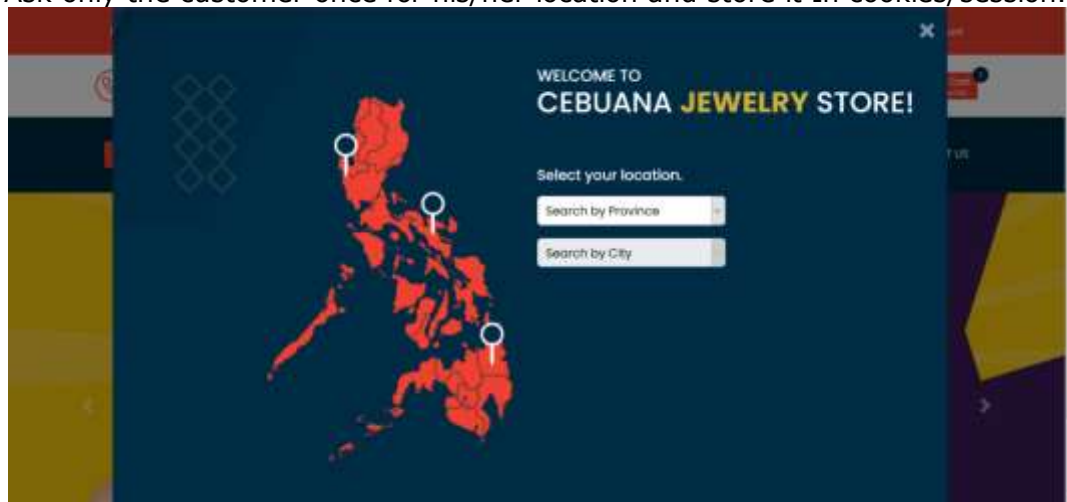 Ask only the customer once for his/her location and store it in cookies/session.
WELCOME TO
CEBUANA JEWELRY STORE!
Select your location.
Search by Province
Search by City